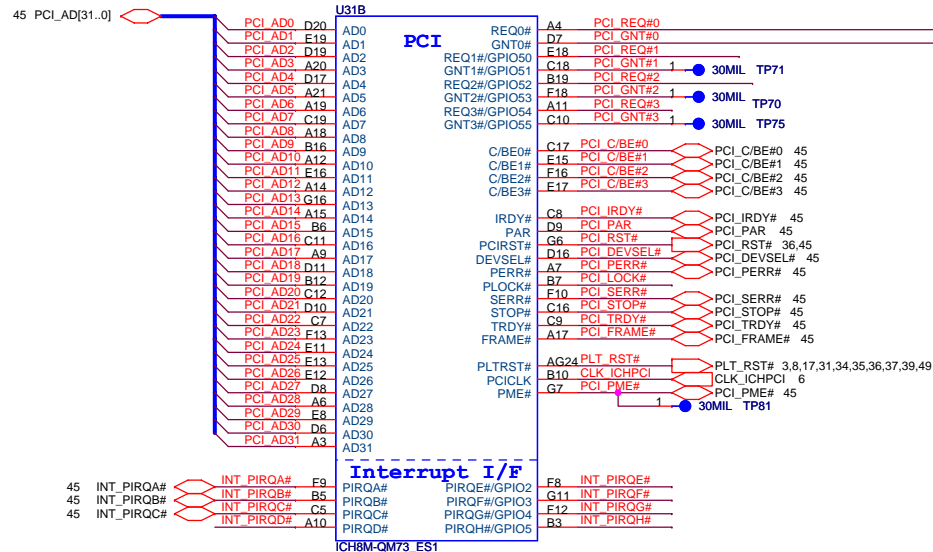 U31B
45 PCI_AD[31..0]
PCI
PCI_AD0 D20 AD0 REQ0# A4 PCI_REQ#0
PCI_AD1 E19 AD1 GNT0# D7 PCI_GNT#0
PCI_AD2 D19 AD2 REQ1#/GPIO50 E18 PCI_REQ#1
PCI_AD3 A20 AD3 GNT1#/GPIO51 C18 PCI_GNT#1 1 30MIL TP71
PCI_AD4 D17 AD4 REQ2#/GPIO52 B19 PCI_REQ#2
PCI_AD5 A21 AD5 GNT2#/GPIO53 F18 PCI_GNT#2 1 30MIL TP70
PCI_AD6 A19 AD6 REQ3#/GPIO54 A11 PCI_REQ#3
PCI_AD7 C19 AD7 GNT3#/GPIO55 C10 PCI_GNT#3 1 30MIL TP75
PCI_AD8 A18 AD8
PCI_AD9 B16 AD9 C/BE0# C17 PCI_C/BE#0 PCI_C/BE#0 45
PCI_AD10 A12 AD10 C/BE1# E15 PCI_C/BE#1 PCI_C/BE#1 45
PCI_AD11 E16 AD11 C/BE2# F16 PCI_C/BE#2 PCI_C/BE#2 45
PCI_AD12 A14 AD12 C/BE3# E17 PCI_C/BE#3 PCI_C/BE#3 45
PCI_AD13 G16 AD13
PCI_AD14 A15 AD14 IRDY# C8 PCI_IRDY# PCI_IRDY# 45
PCI_AD15 B6 AD15 PAR D9 PCI_PAR PCI_PAR 45
PCI_AD16 C11 AD16 PCIRST# G6 PCI_RST# PCI_RST# 36,45
PCI_AD17 A9 AD17 DEVSEL# D16 PCI_DEVSEL# PCI_DEVSEL# 45
PCI_AD18 D11 AD18 PERR# A7 PCI_PERR# PCI_PERR# 45
PCI_AD19 B12 AD19 PLOCK# B7 PCI_LOCK#
PCI_AD20 C12 AD20 SERR# F10 PCI_SERR# PCI_SERR# 45
PCI_AD21 D10 AD21 STOP# C16 PCI_STOP# PCI_STOP# 45
PCI_AD22 C7 AD22 TRDY# C9 PCI_TRDY# PCI_TRDY# 45
PCI_AD23 F13 AD23 FRAME# A17 PCI_FRAME# PCI_FRAME# 45
PCI_AD24 E11 AD24
PCI_AD25 E13 AD25 PLTRST# AG24 PLT_RST# PLT_RST# 3,8,17,31,34,35,36,37,39,49
PCI_AD26 E12 AD26 PCICLK B10 CLK_ICHPCI CLK_ICHPCI 6
PCI_AD27 D8 AD27 PME# G7 PCI_PME# PCI_PME# 45
PCI_AD28 A6 AD28 1 30MIL TP81
PCI_AD29 E8 AD29
PCI_AD30 D6 AD30
PCI_AD31 A3 AD31
Interrupt I/F
45 INT_PIRQA# INT_PIRQA# F9 PIRQA# PIRQE#/GPIO2 F8 INT_PIRQE#
45 INT_PIRQB# INT_PIRQB# B5 PIRQB# PIRQF#/GPIO3 G11 INT_PIRQF#
45 INT_PIRQC# INT_PIRQC# C5 PIRQC# PIRQG#/GPIO4 F12 INT_PIRQG#
INT_PIRQD# A10 PIRQD# PIRQH#/GPIO5 B3 INT_PIRQH#
ICH8M-QM73_ES1